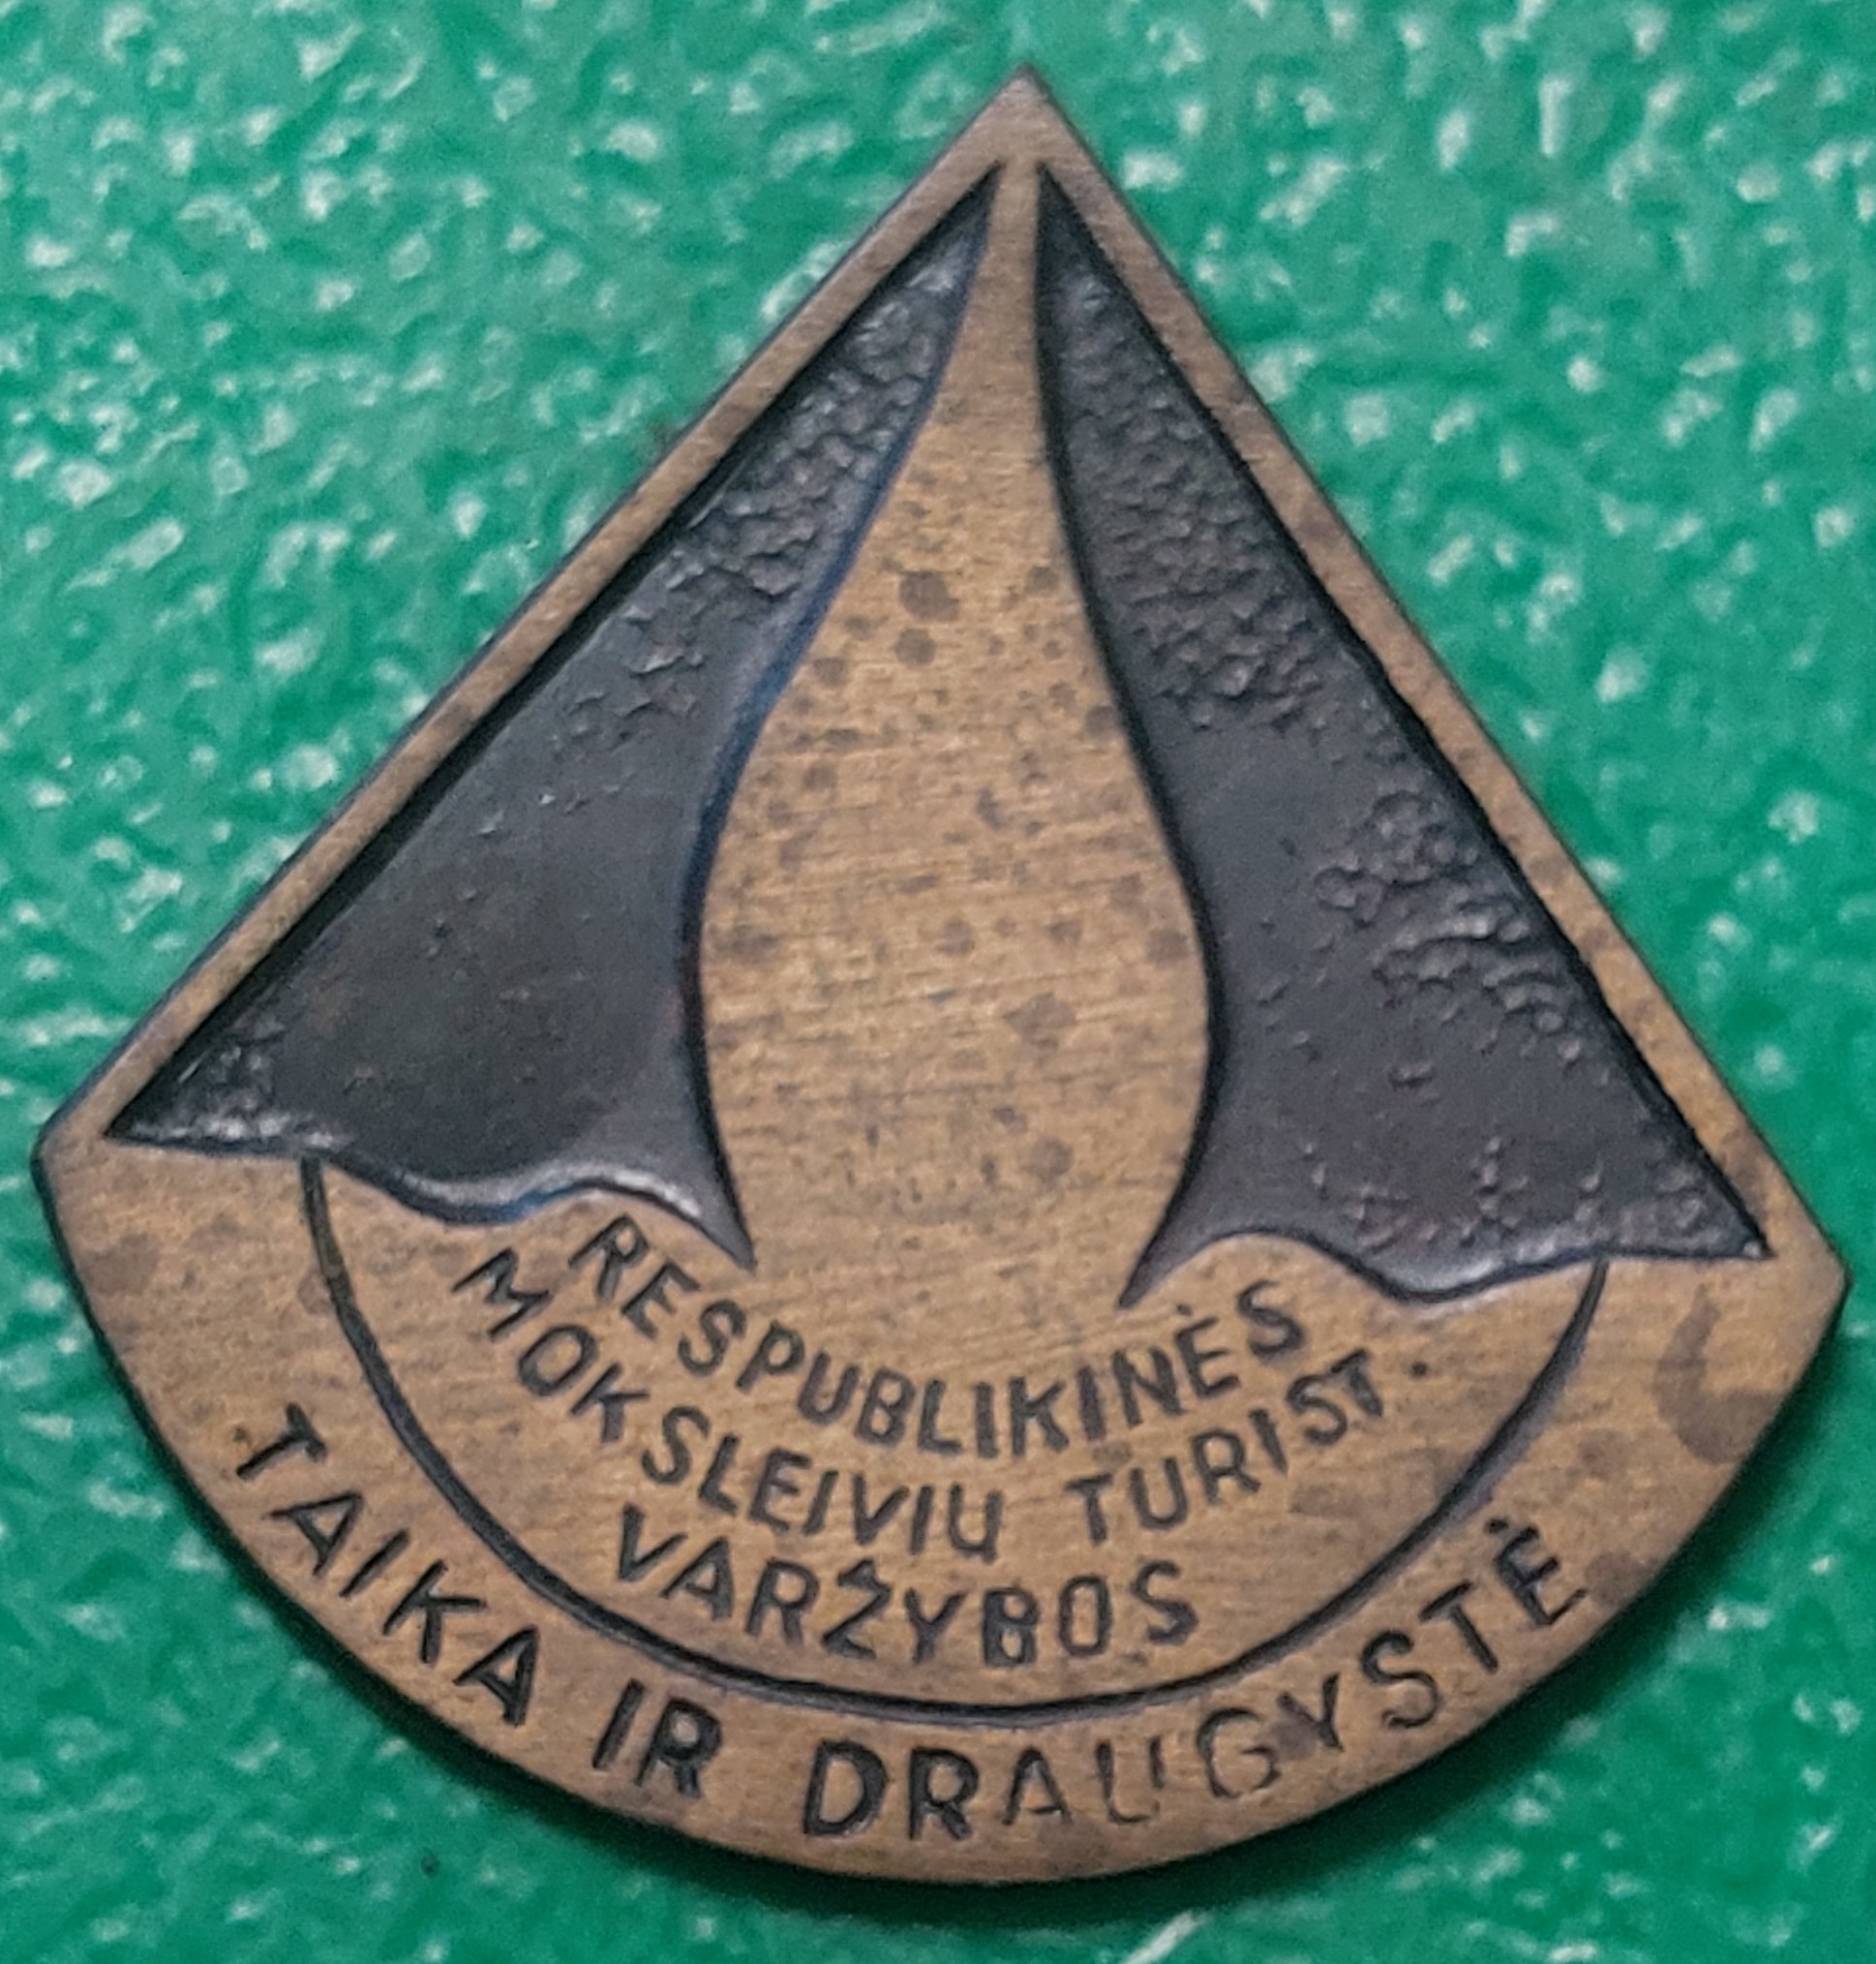 RESPUBLIKINĖS
MOKSLEIVIŲ TURIST.
VARŽYBOS
TAIKA IR DRAUGYSTĖ